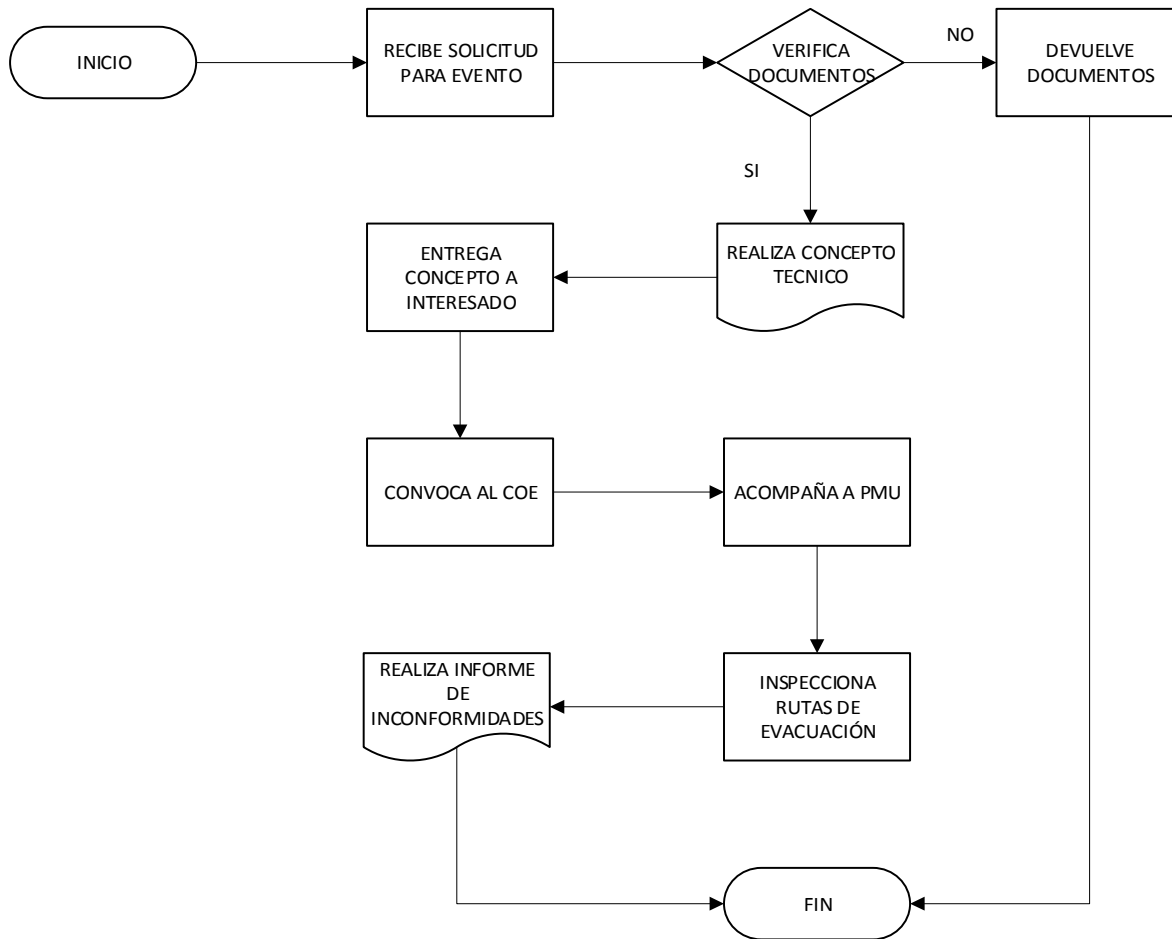 INICIO
RECIBE SOLICITUD
PARA EVENTO
VERIFICA
DOCUMENTOS
NO
DEVUELVE
DOCUMENTOS
SI
ENTREGA
CONCEPTO A
INTERESADO
REALIZA CONCEPTO
TECNICO
CONVOCA AL COE
ACOMPAÑA A PMU
REALIZA INFORME
DE
INCONFORMIDADES
INSPECCIONA
RUTAS DE
EVACUACIÓN
FIN